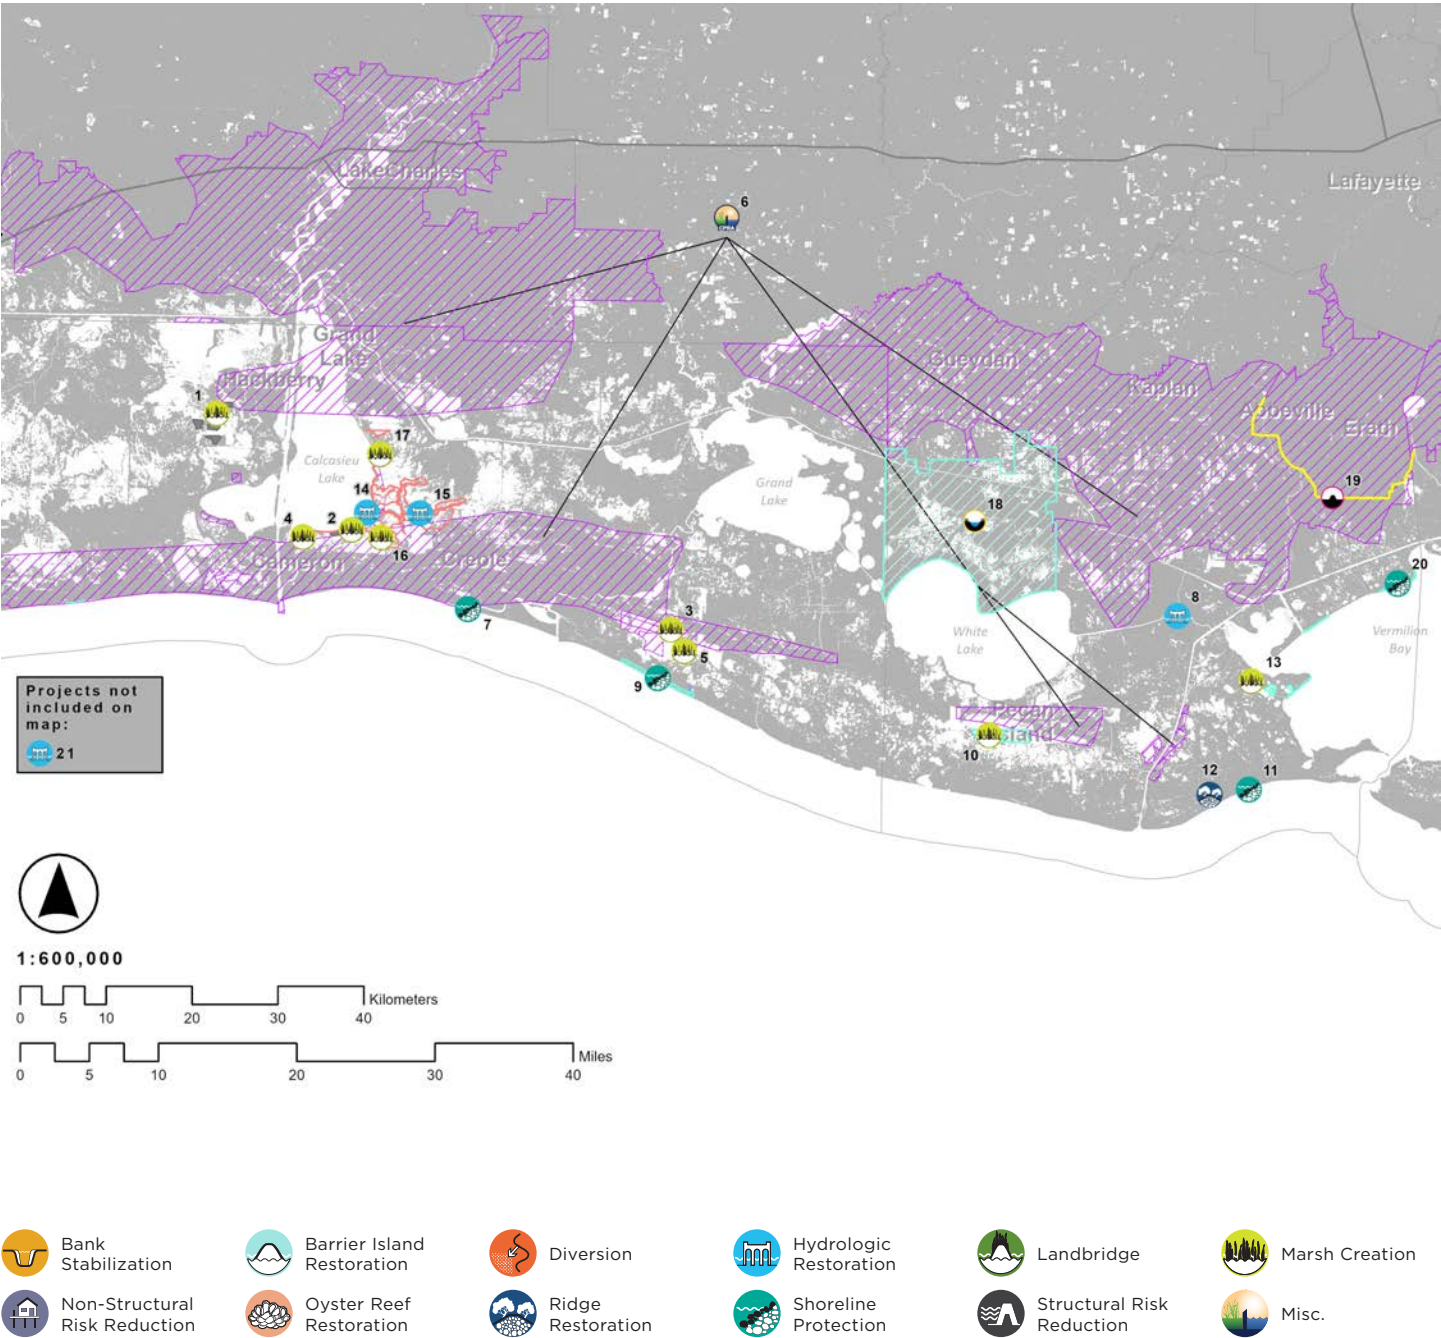 Lake Charles
Lafayette
6
Grand
Lake
Hackberry
Gueydan
Kaplan
Abbeville
Erath
1
17
Calcasieu
Lake
14
15
Grand
Lake
18
19
4
2
16
Cameron
Creole
20
7
3
5
8
White
Lake
Vermilion
Bay
9
13
Pecan
Island
10
12
11
Projects not
included on
map:
21
1:600,000
Kilometers
0 5 10 20 30 40
Miles
0 5 10 20 30 40
Bank
Stabilization
Barrier Island
Restoration
Diversion
Hydrologic
Restoration
Landbridge
Marsh Creation
Non-Structural
Risk Reduction
Oyster Reef
Restoration
Ridge
Restoration
Shoreline
Protection
Structural Risk
Reduction
Misc.